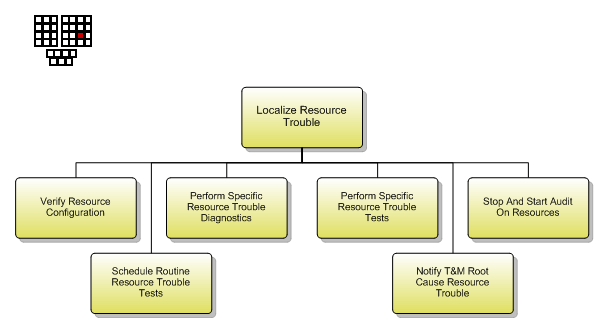 Localize Resource
Trouble
Verify Resource
Configuration
Perform Specific
Resource Trouble
Diagnostics
Perform Specific
Resource Trouble
Tests
Stop And Start Audit
On Resources
Schedule Routine
Resource Trouble
Tests
Notify T&M Root
Cause Resource
Trouble